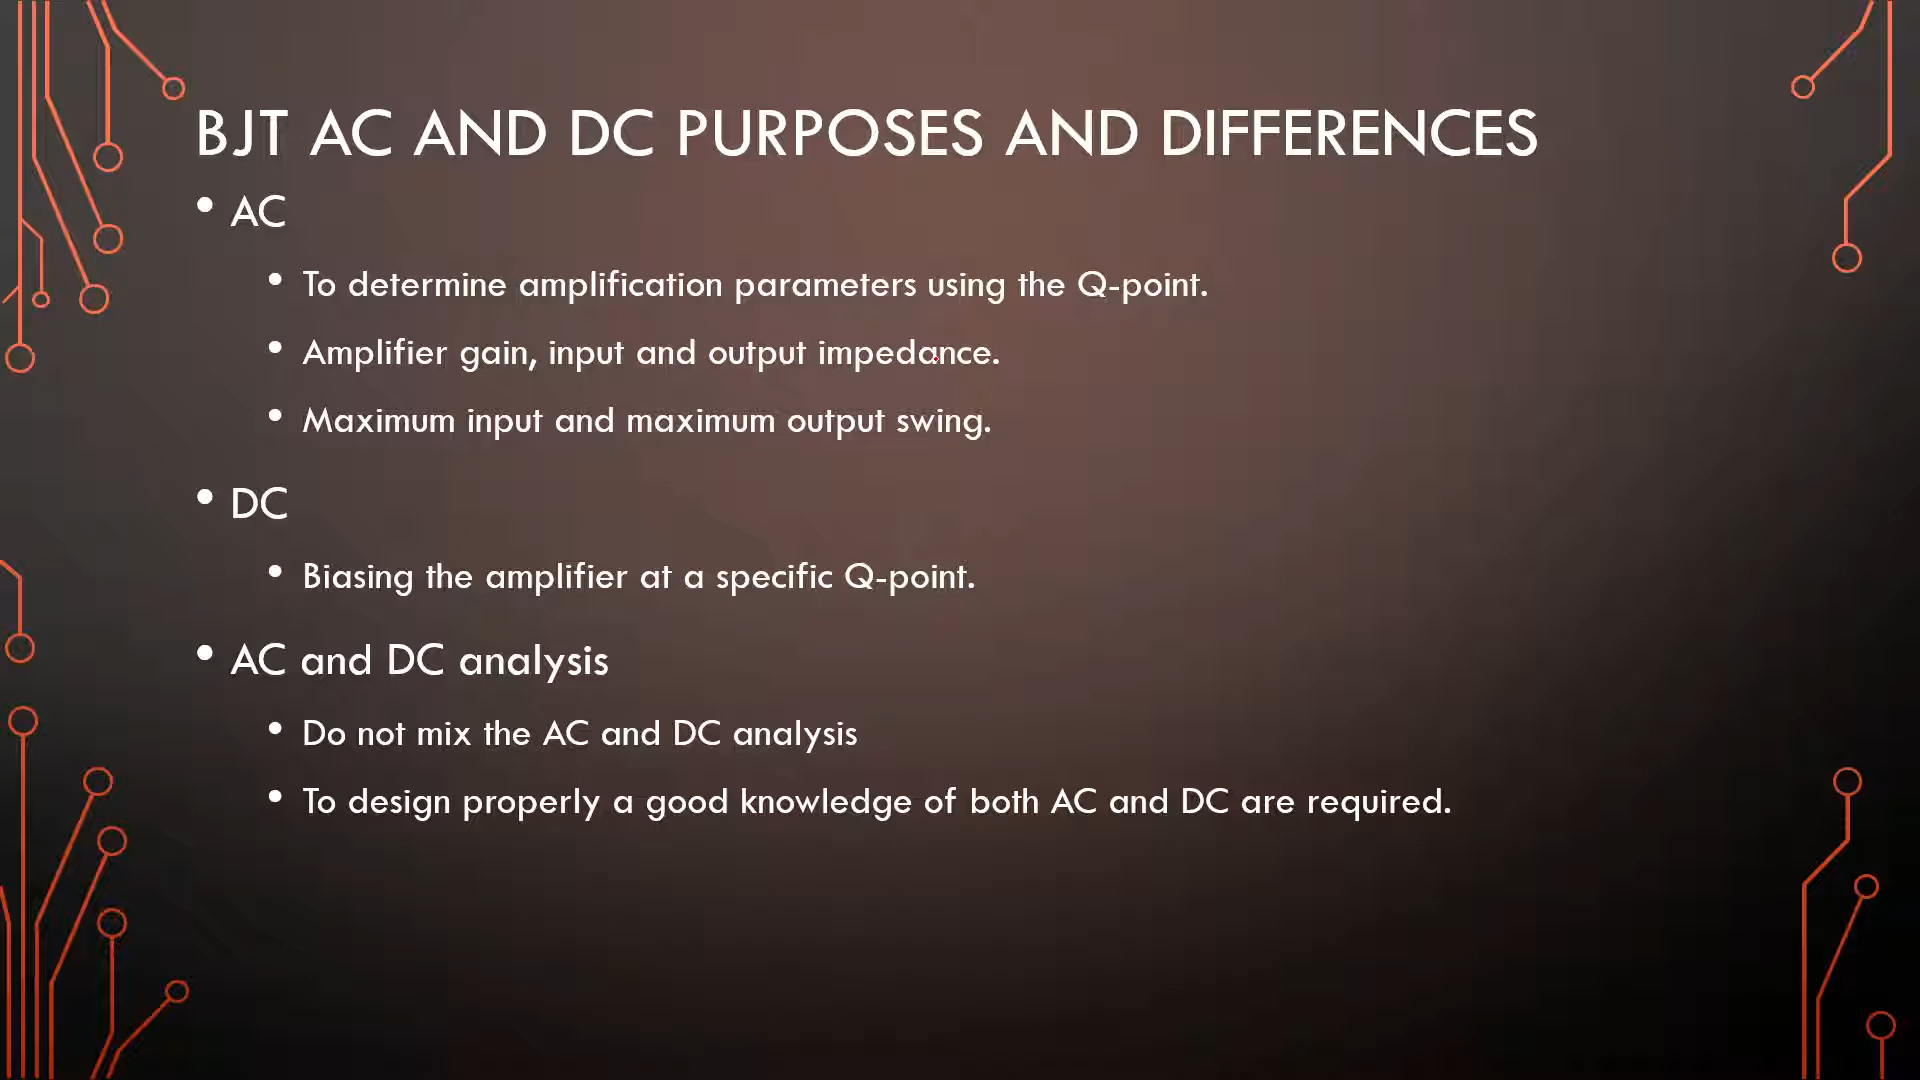 BJT AC AND DC PURPOSES AND DIFFERENCES
• AC
• To determine amplification parameters using the Q-point.
• Amplifier gain, input and output impedance.
• Maximum input and maximum output swing.
• DC
• Biasing the amplifier at a specific Q-point.
• AC and DC analysis
• Do not mix the AC and DC analysis
• To design properly a good knowledge of both AC and DC are required.